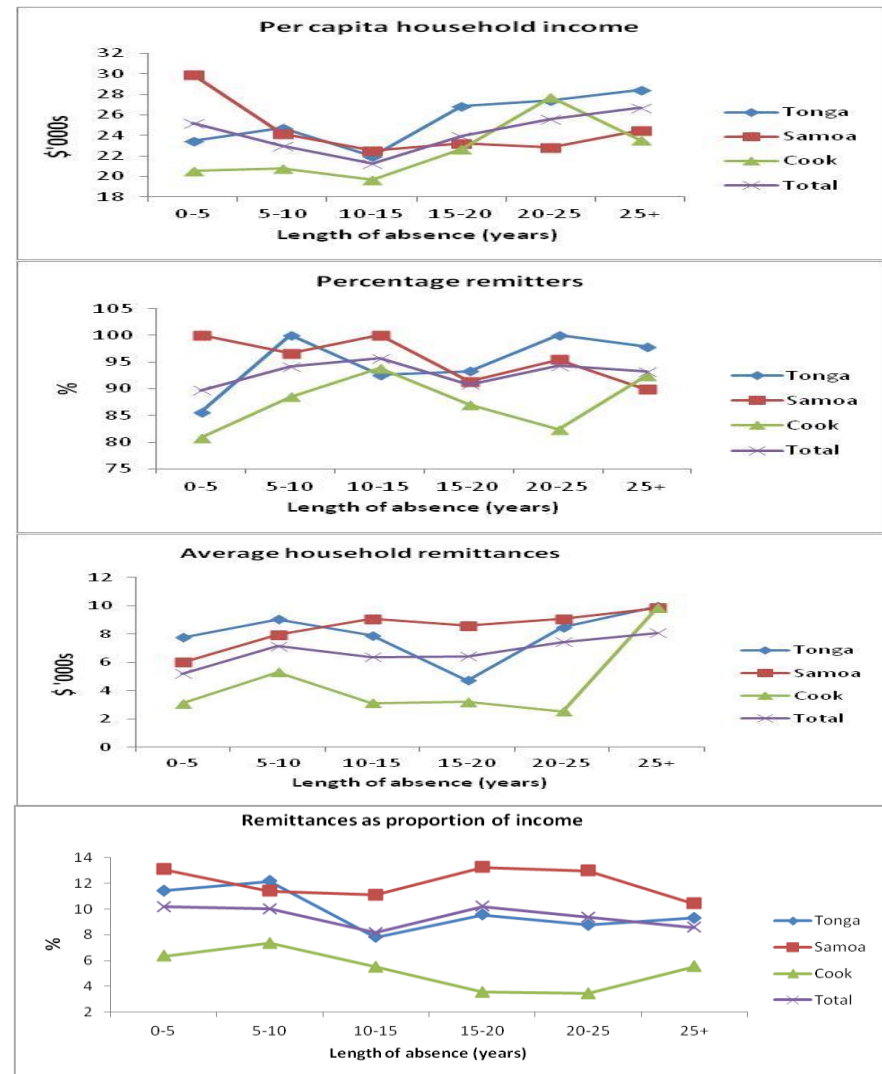 Per capita household income
32
30
28
26
24
22
20
18
$'000s
0-5 5-10 10-15 15-20 20-25 25+
Length of absence (years)
Tonga
Samoa
Cook
Total
Percentage remitters
105
100
95
90
85
80
75
%
0-5 5-10 10-15 15-20 20-25 25+
Length of absence (years)
Tonga
Samoa
Cook
Total
Average household remittances
12
10
8
6
4
2
0
$ '000s
0-5 5-10 10-15 15-20 20-25 25+
Length of absence (years)
Tonga
Samoa
Cook
Total
Remittances as proportion of income
14
12
10
8
6
4
2
%
0-5 5-10 10-15 15-20 20-25 25+
Length of absence (years)
Tonga
Samoa
Cook
Total